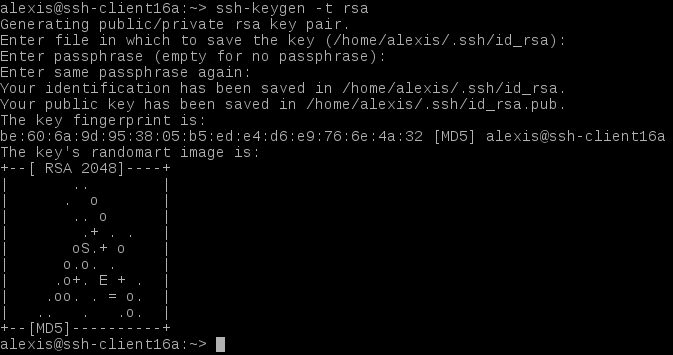 alexis@ssh-client16a:~> ssh-keygen -t rsa
Generating public/private rsa key pair.
Enter file in which to save the key (/home/alexis/.ssh/id_rsa):
Enter passphrase (empty for no passphrase):
Enter same passphrase again:
Your identification has been saved in /home/alexis/.ssh/id_rsa.
Your public key has been saved in /home/alexis/.ssh/id_rsa.pub.
The key fingerprint is:
be:60:6a:9d:95:38:05:b5:ed:e4:d6:e9:76:6e:4a:32 [MD5] alexis@ssh-client16a
The key's randomart image is:
+--[ RSA 2048]----+
|       ..        |
|      .  o       |
|       .. o      |
|        .+ . .   |
|       oS.+ o    |
|      o.o. .     |
|     .o+. E + .  |
|    .oo. . = o.  |
|   ..   .   .o.  |
+--[MD5]----------+
alexis@ssh-client16a:~>